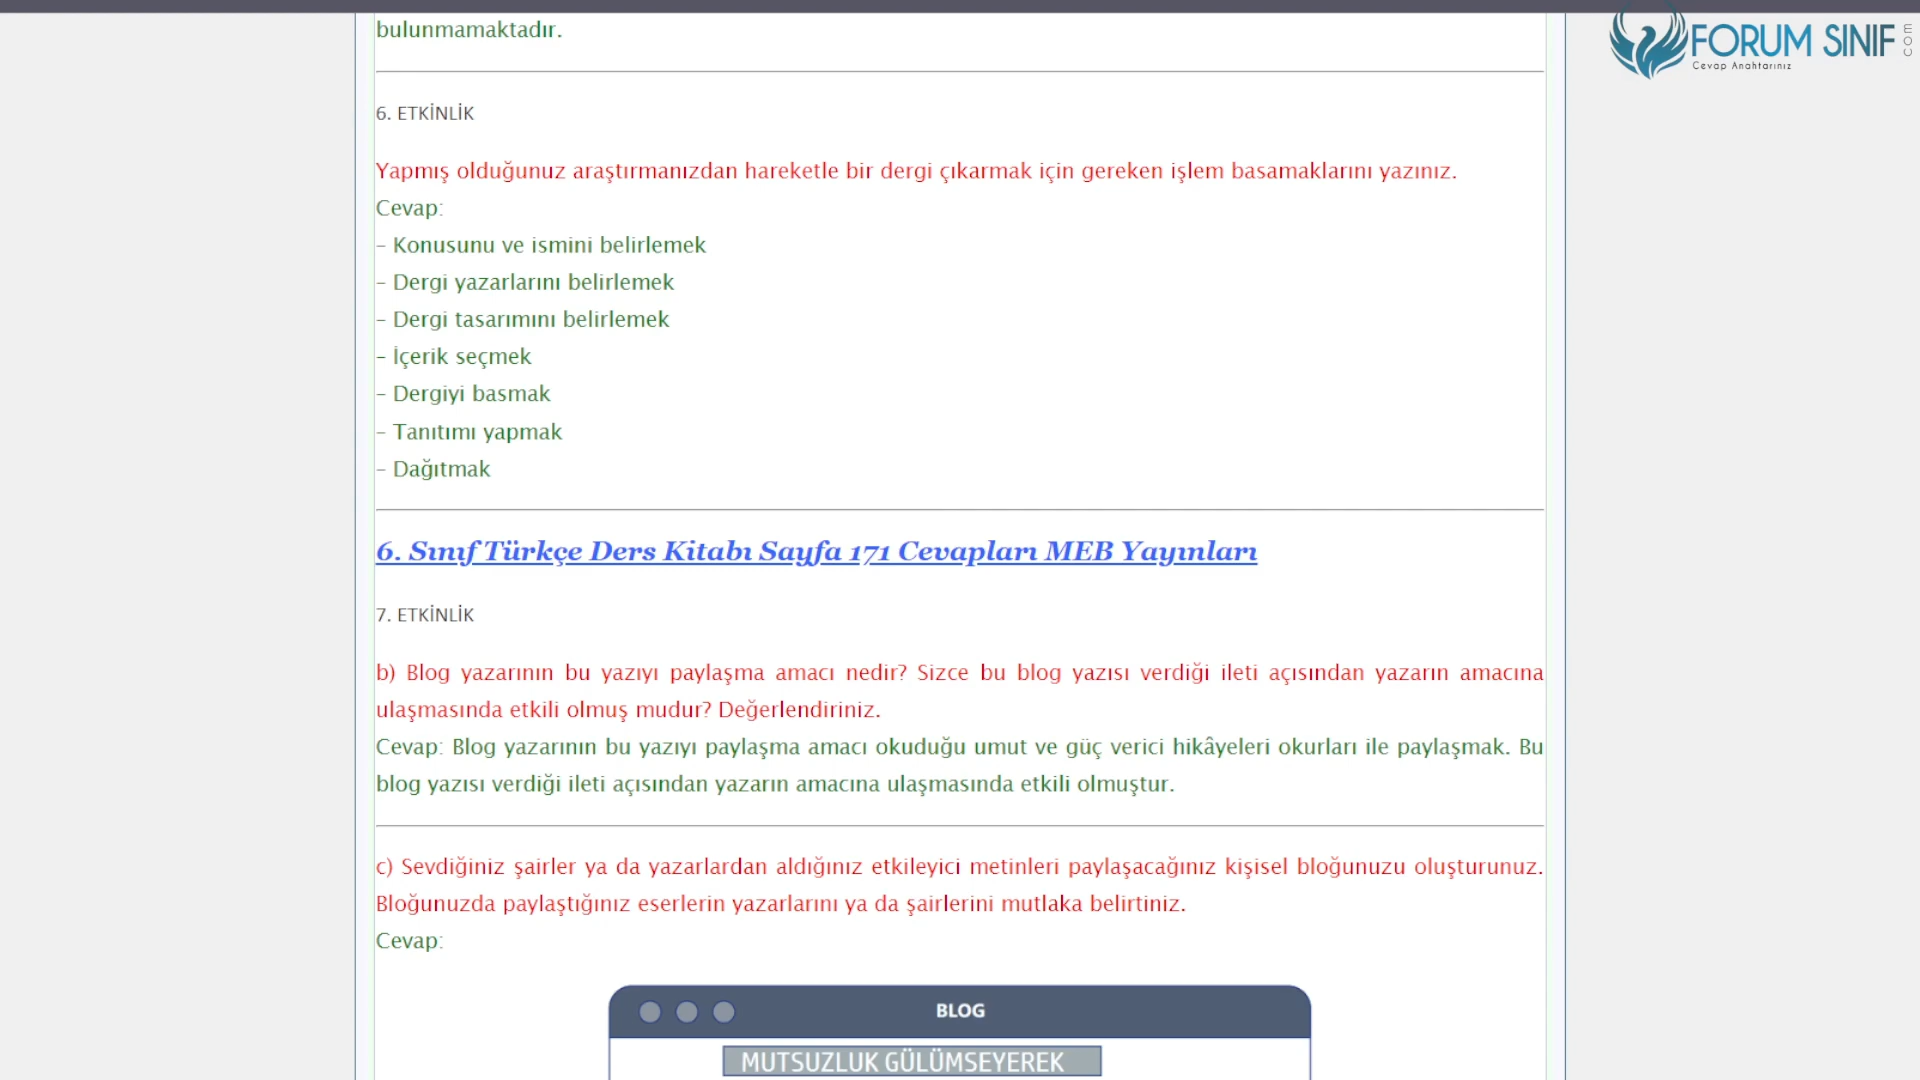 bulunmamaktadır.
FORUM SINIF
com
Cevap Anahtarınız
6. ETKİNLİK
Yapmış olduğunuz araştırmanızdan hareketle bir dergi çıkarmak için gereken işlem basamaklarını yazınız.
Cevap:
– Konusunu ve ismini belirlemek
– Dergi yazarlarını belirlemek
– Dergi tasarımını belirlemek
– İçerik seçmek
– Dergiyi basmak
– Tanıtımı yapmak
– Dağıtmak
6. Sınıf Türkçe Ders Kitabı Sayfa 171 Cevapları MEB Yayınları
7. ETKİNLİK
b) Blog yazarının bu yazıyı paylaşma amacı nedir? Sizce bu blog yazısı verdiği ileti açısından yazarın amacına
ulaşmasında etkili olmuş mudur? Değerlendiriniz.
Cevap: Blog yazarının bu yazıyı paylaşma amacı okuduğu umut ve güç verici hikâyeleri okurları ile paylaşmak. Bu
blog yazısı verdiği ileti açısından yazarın amacına ulaşmasında etkili olmuştur.
c) Sevdiğiniz şairler ya da yazarlardan aldığınız etkileyici metinleri paylaşacağınız kişisel bloğunuzu oluşturunuz.
Bloğunuzda paylaştığınız eserlerin yazarlarını ya da şairlerini mutlaka belirtiniz.
Cevap:
BLOG
MUTSUZLUK GÜLÜMSEYEREK